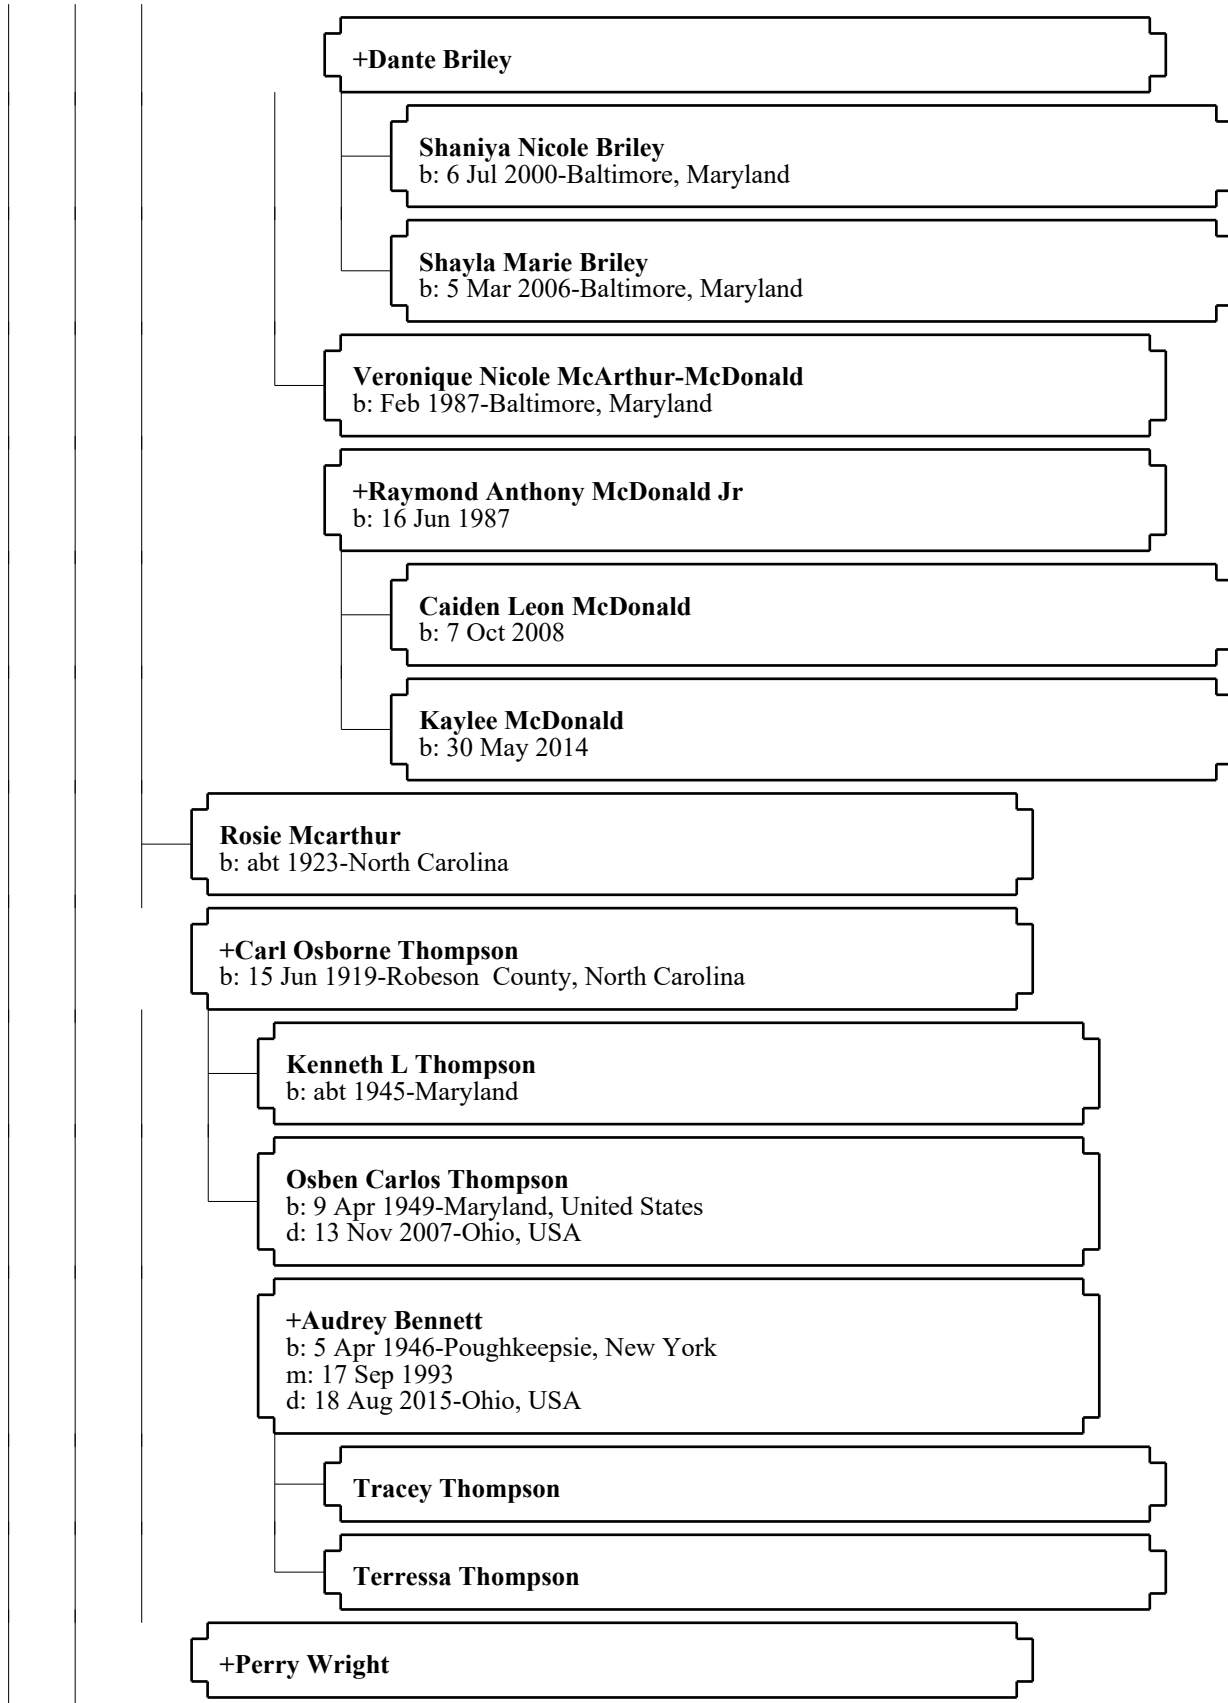 +Dante Briley
Shaniya Nicole Briley
b: 6 Jul 2000-Baltimore, Maryland
Shayla Marie Briley
b: 5 Mar 2006-Baltimore, Maryland
Veronique Nicole McArthur-McDonald
b: Feb 1987-Baltimore, Maryland
+Raymond Anthony McDonald Jr
b: 16 Jun 1987
Caiden Leon McDonald
b: 7 Oct 2008
Kaylee McDonald
b: 30 May 2014
Rosie Mcarthur
b: abt 1923-North Carolina
+Carl Osborne Thompson
b: 15 Jun 1919-Robeson  County, North Carolina
Kenneth L Thompson
b: abt 1945-Maryland
Osben Carlos Thompson
b: 9 Apr 1949-Maryland, United States
d: 13 Nov 2007-Ohio, USA
+Audrey Bennett
b: 5 Apr 1946-Poughkeepsie, New York
m: 17 Sep 1993
d: 18 Aug 2015-Ohio, USA
Tracey Thompson
Terressa Thompson
+Perry Wright